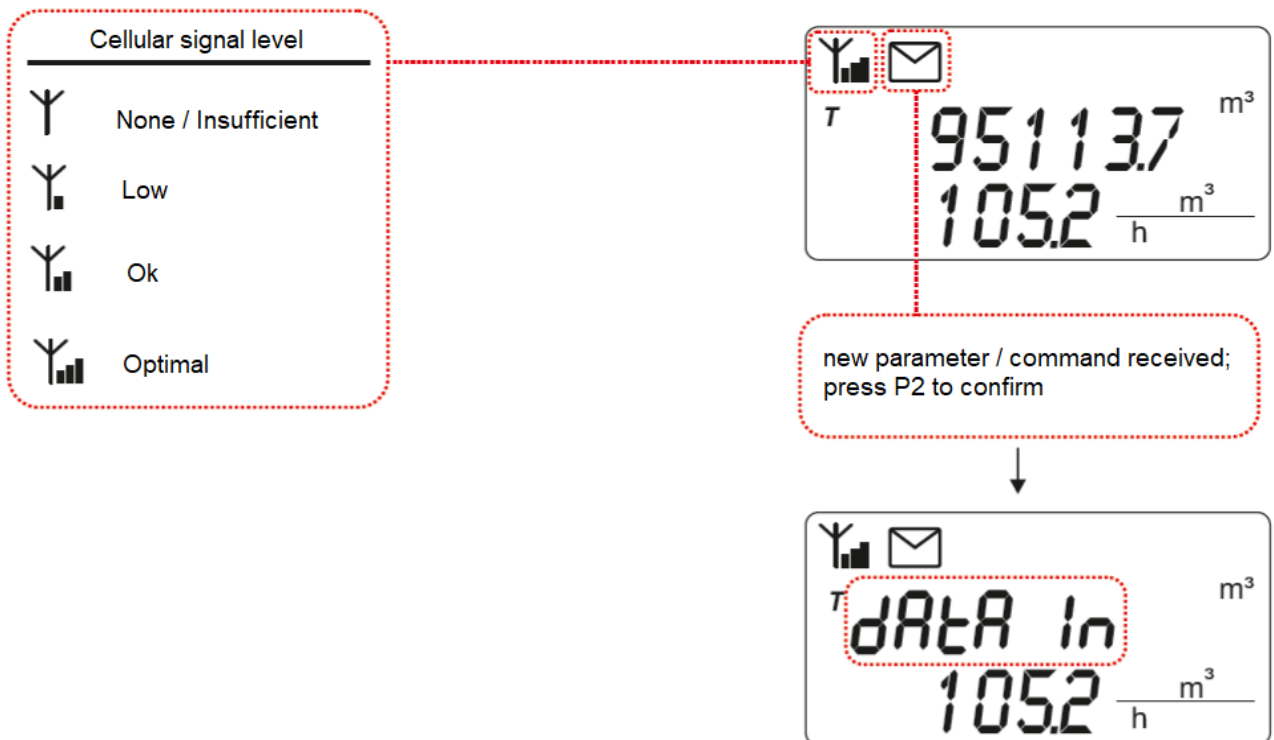 Cellular signal level
None / Insufficient
Low
Ok
Optimal
m³
T 95113.7
105.2 m³
h
new parameter / command received;
press P2 to confirm
m³
T dAtA In
105.2 m³
h